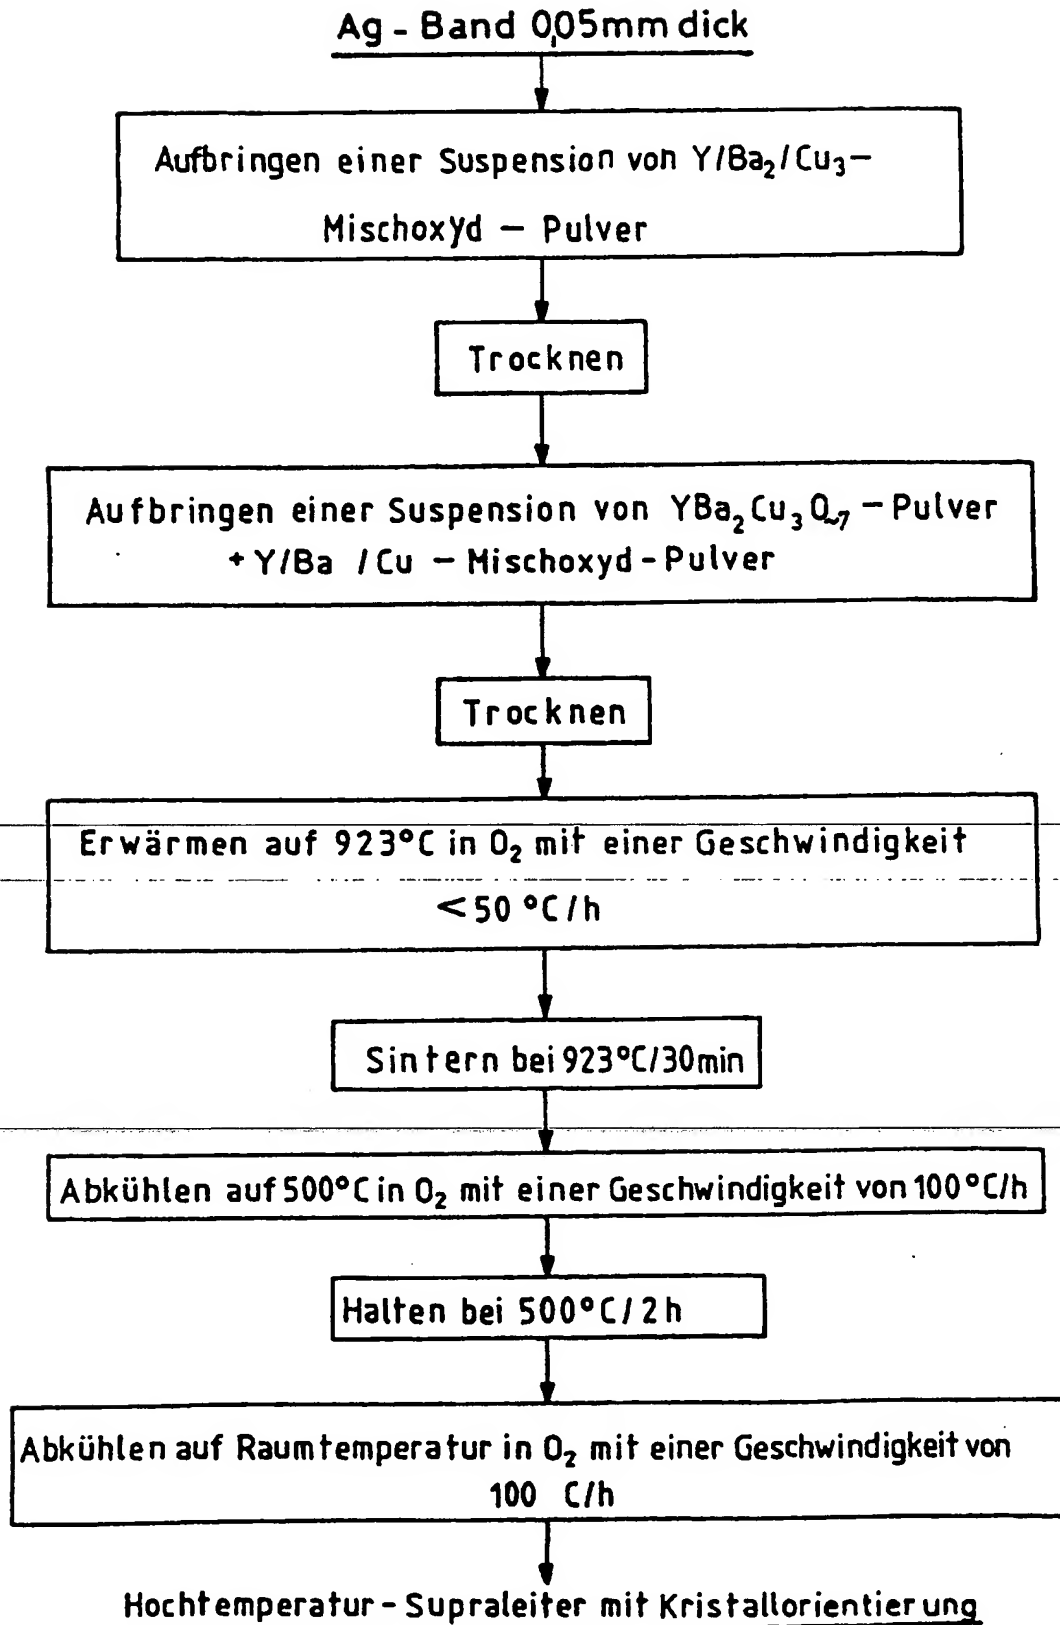 Ag - Band 0,05mm dick
Aufbringen einer Suspension von Y/Ba₂/Cu₃-
Mischoxyd - Pulver
Trocknen
Aufbringen einer Suspension von YBa₂Cu₃O~₇ - Pulver
+ Y/Ba /Cu - Mischoxyd - Pulver
Trocknen
Erwärmen auf 923°C in O₂ mit einer Geschwindigkeit
< 50 °C/h
Sintern bei 923°C/30min
Abkühlen auf 500°C in O₂ mit einer Geschwindigkeit von 100°C/h
Halten bei 500°C/2h
Abkühlen auf Raumtemperatur in O₂ mit einer Geschwindigkeit von
100 C/h
Hochtemperatur - Supraleiter mit Kristallorientierung